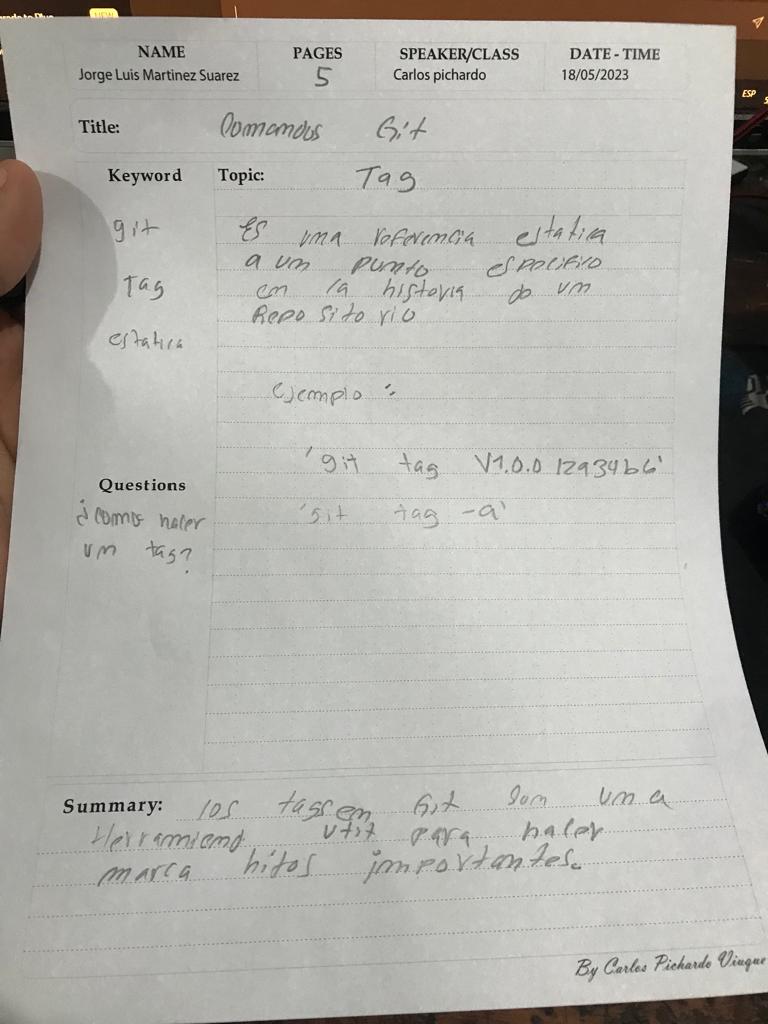 NAME PAGES SPEAKER/CLASS DATE - TIME
Jorge Luis Martinez Suarez 5 Carlos pichardo 18/05/2023
Title: Comandos Git
Keyword Topic: Tag
git Es una referencia estatica
a un punto especifico
Tag en la historia de un
Repositorio
estatica
ejemplo:
'git tag V1.0.0 12934b6'
Questions
¿como hacer 'git tag -a'
un tag?
Summary: los tags en Git son una
Herramiend util para hacer
marca hitos importantes.
By Carlos Pichardo Viuque
ESP